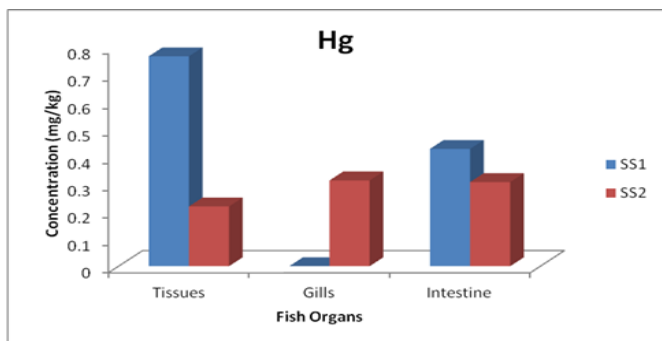 Hg
Concentration (mg/kg)
0.8
0.7
0.6
0.5
0.4
0.3
0.2
0.1
0
Tissues
Gills
Intestine
Fish Organs
SS1
SS2